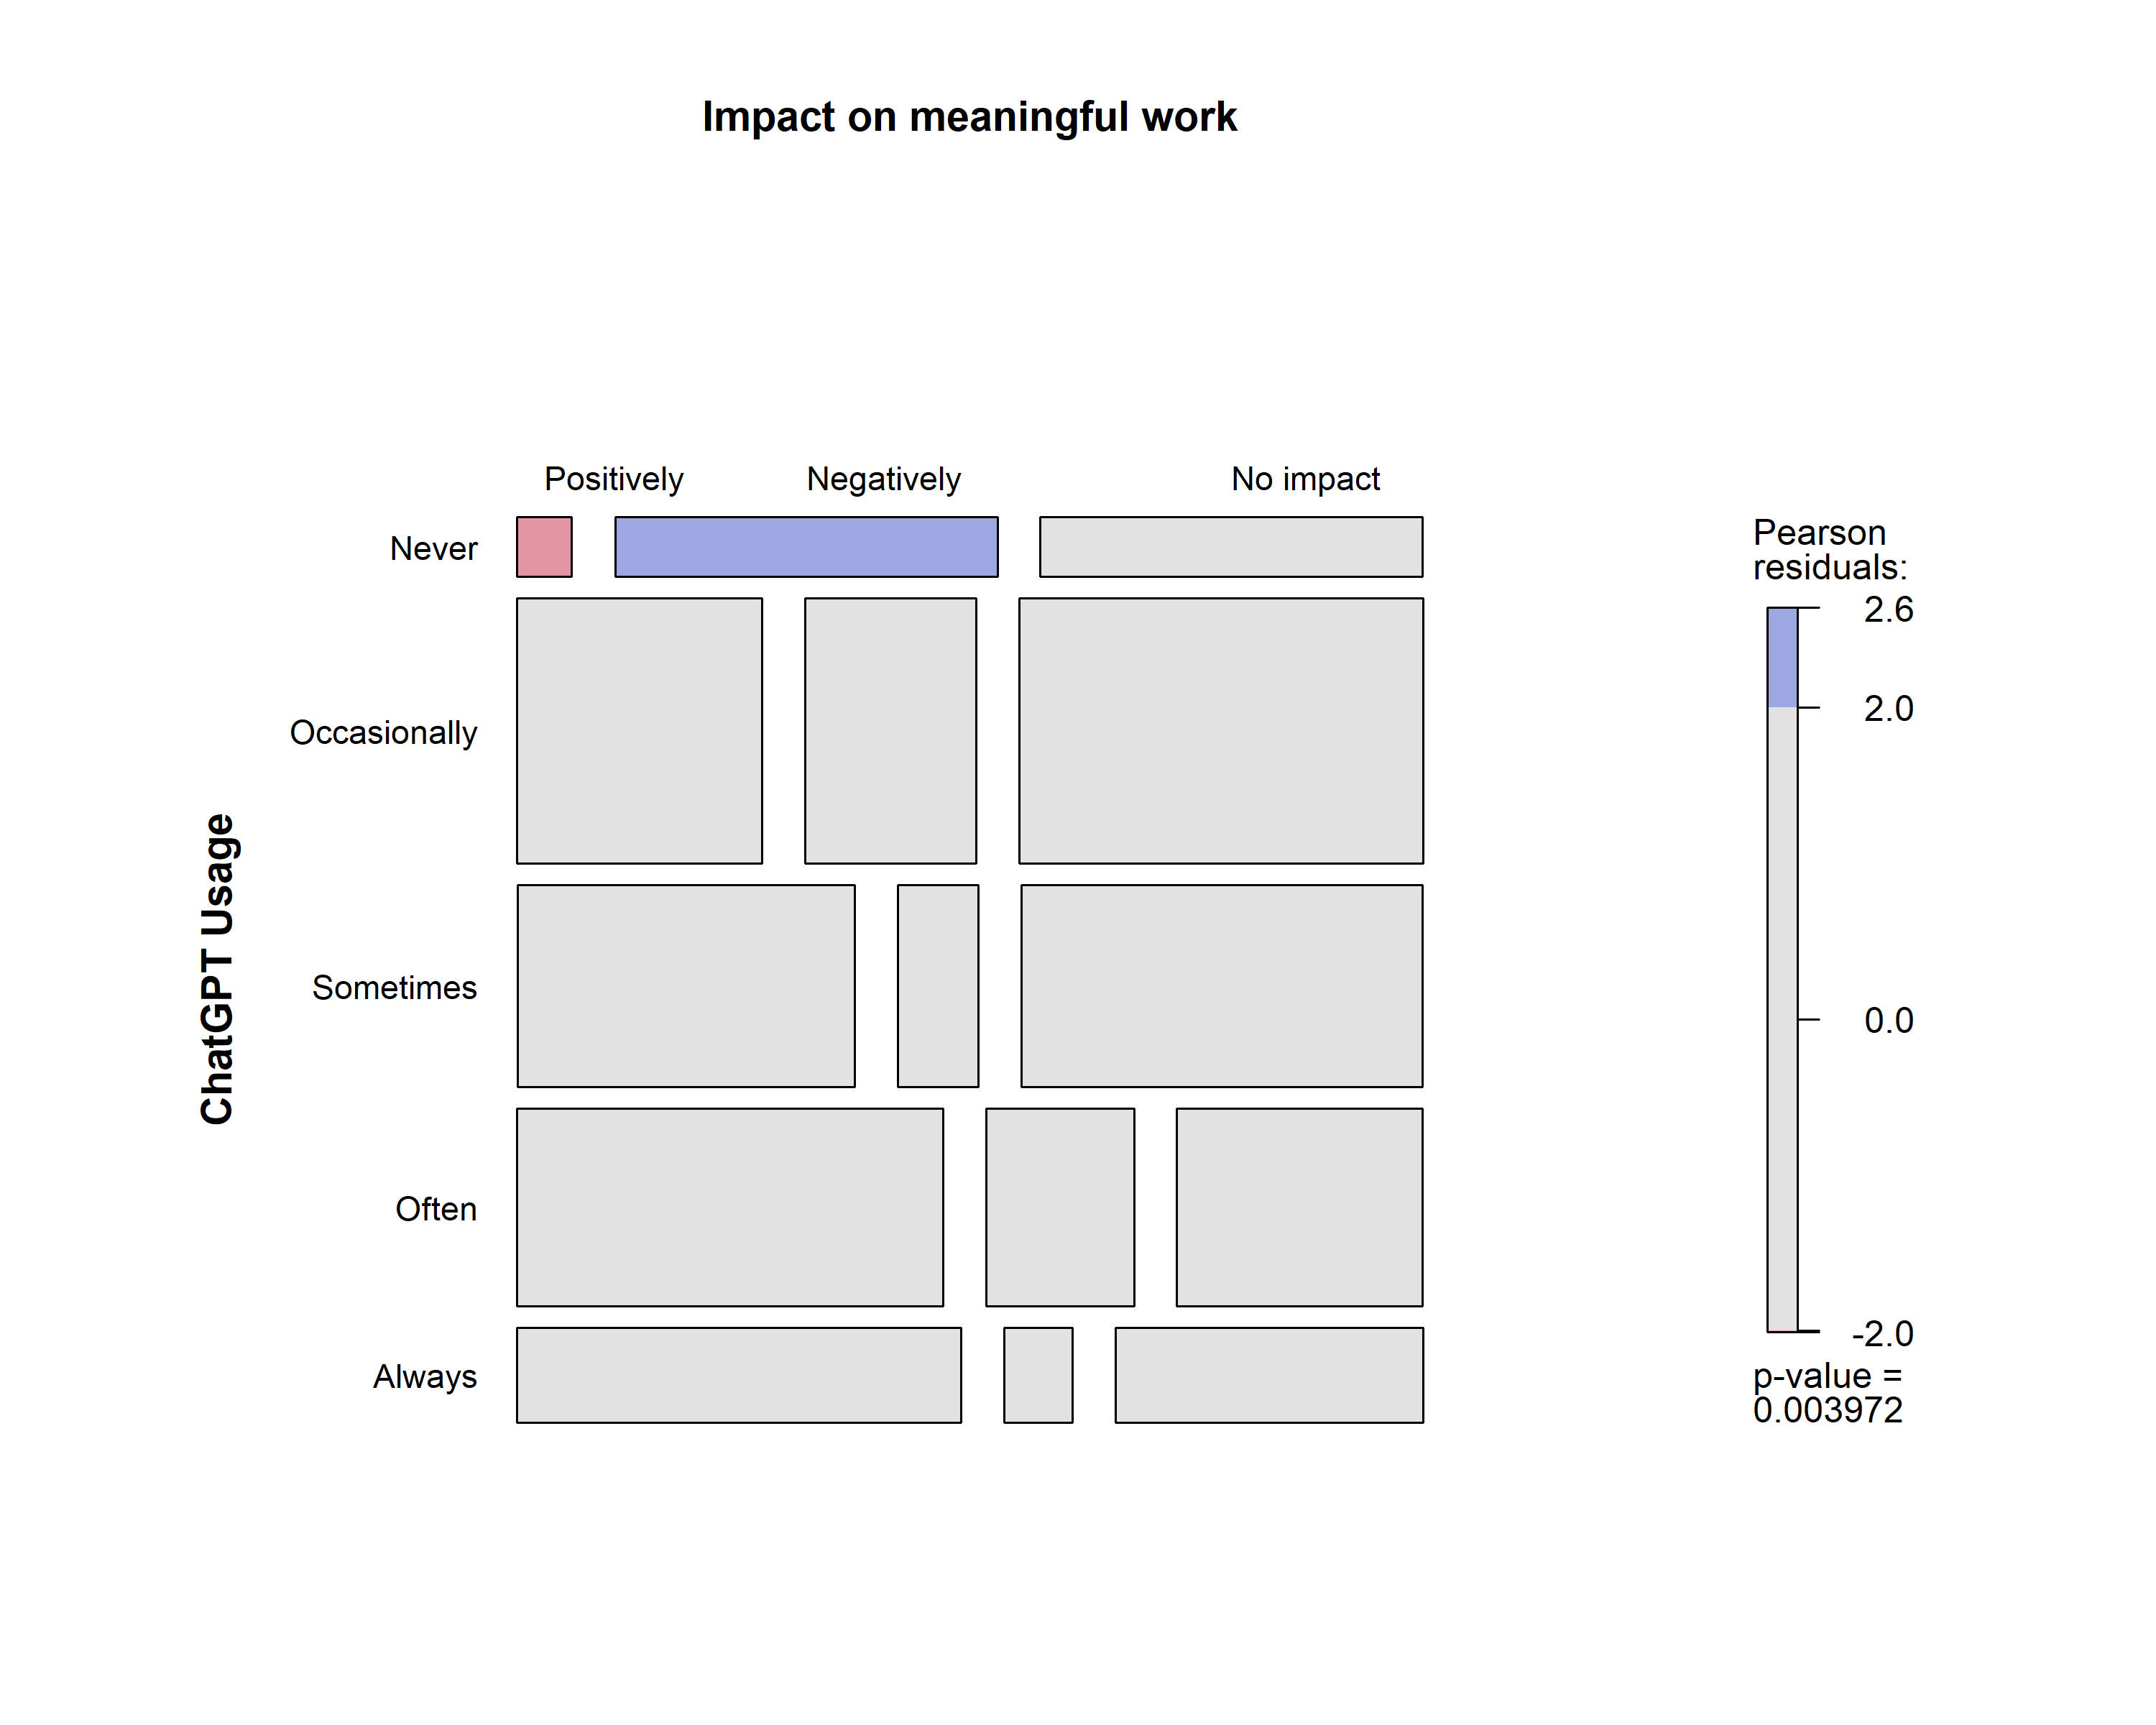 Impact on meaningful work
Positively
Negatively
No impact
ChatGPT Usage
Never
Occasionally
Sometimes
Often
Always
Pearson
residuals:
2.6
2.0
0.0
-2.0
p-value =
0.003972